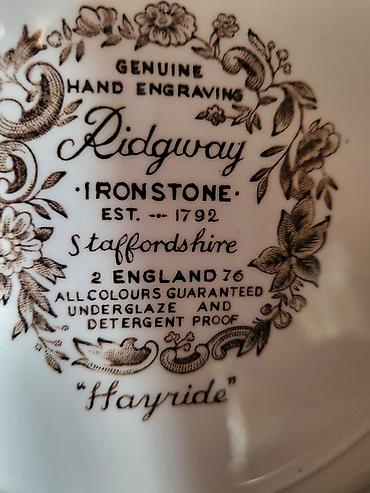 GENUINE
HAND ENGRAVING
Ridgway
·IRONSTONE·
EST. --- 1792
Staffordshire
2 ENGLAND 76
ALL COLOURS GUARANTEED
UNDERGLAZE AND
DETERGENT PROOF
"Hayride"